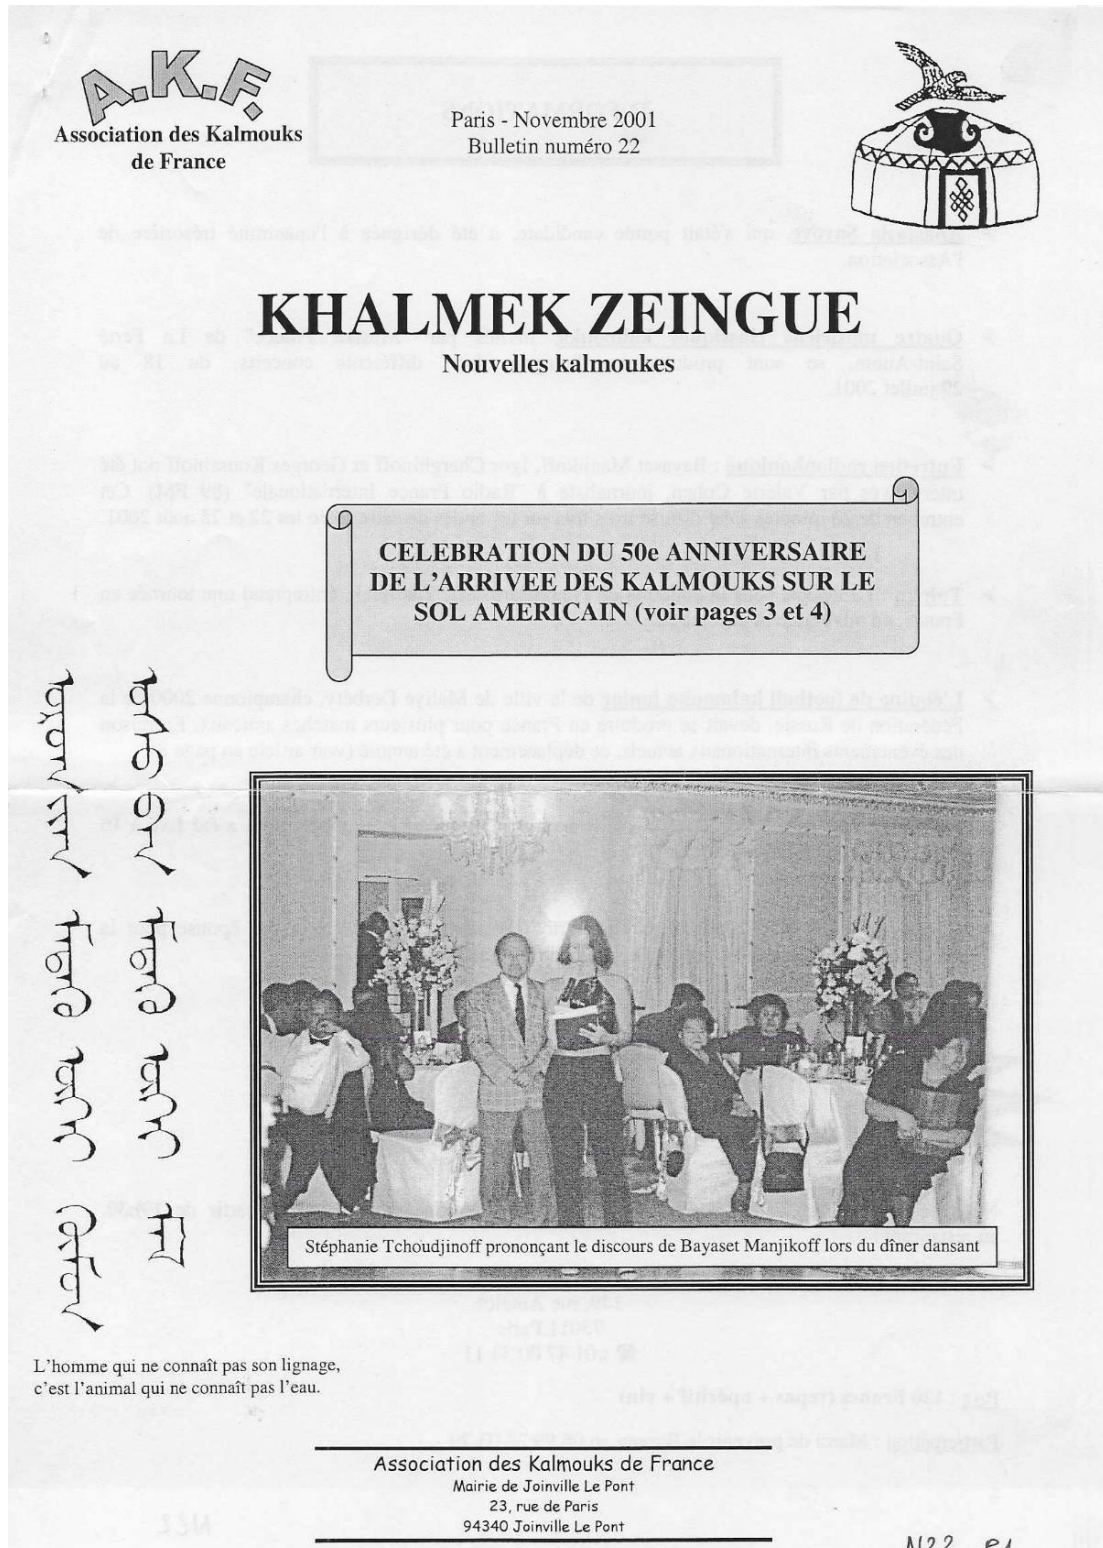 A.K.F.
Association des Kalmouks
de France
Paris - Novembre 2001
Bulletin numéro 22
KHALMEK ZEINGUE
Nouvelles kalmoukes
CELEBRATION DU 50e ANNIVERSAIRE
DE L'ARRIVEE DES KALMOUKS SUR LE
SOL AMERICAIN (voir pages 3 et 4)
Stéphanie Tchoudjinoff prononçant le discours de Bayaset Manjikoff lors du dîner dansant
L'homme qui ne connaît pas son lignage,
c'est l'animal qui ne connaît pas l'eau.
Association des Kalmouks de France
Mairie de Joinville Le Pont
23, rue de Paris
94340 Joinville Le Pont
N22 P1